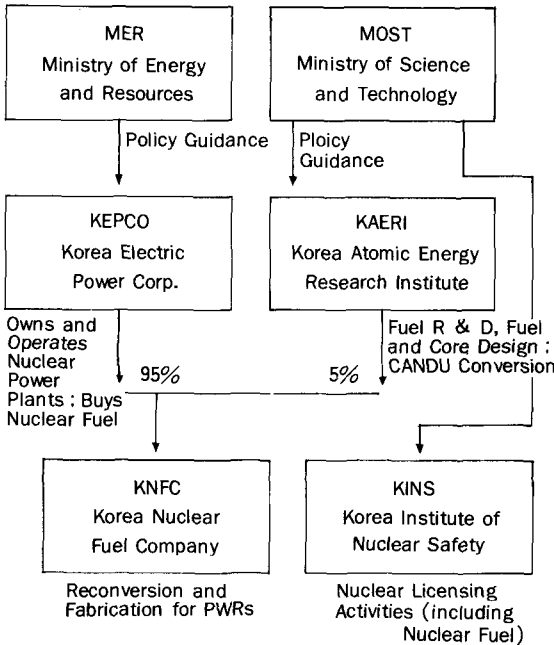 MER
Ministry of Energy
and Resources
MOST
Ministry of Science
and Technology
Policy Guidance
Ploicy
Guidance
KEPCO
Korea Electric
Power Corp.
KAERI
Korea Atomic Energy
Research Institute
Owns and
Operates
Nuclear
Power
Plants : Buys
Nuclear Fuel
95%
5%
Fuel R & D, Fuel
and Core Design :
CANDU Conversion
KNFC
Korea Nuclear
Fuel Company
KINS
Korea Institute of
Nuclear Safety
Reconversion and
Fabrication for PWRs
Nuclear Licensing
Activities (including
Nuclear Fuel)